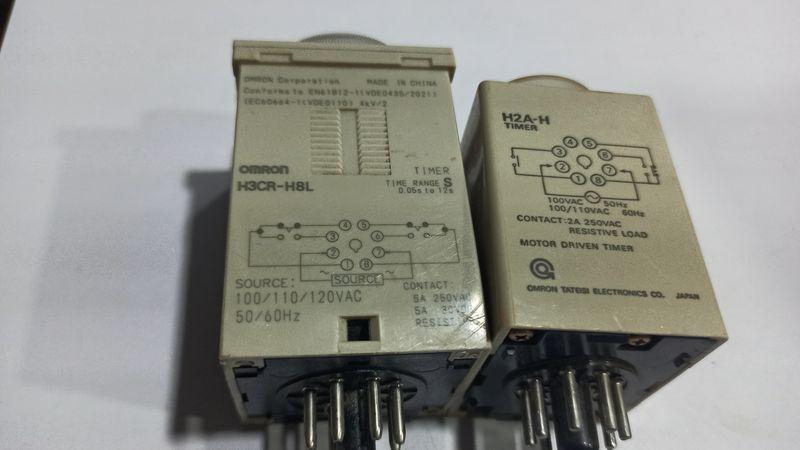 OMRON Corporation MADE IN CHINA
Conforms to EN61812-1(VDE0435/2021)
(IEC60664-1(VDE0110) 4kV/2
OMRON TIMER
H3CR-H8L TIME RANGE S
0.05s to 12s
4 5
3 6
2 7
1 8
SOURCE
SOURCE:
100/110/120VAC
50/60Hz
CONTACT:
5A 250VAC
5A 30VDC
RESIST
H2A-H
TIMER
4 5
3 6
2 7
1 8
100VAC 50Hz
100/110VAC 60Hz
CONTACT:2A 250VAC
RESISTIVE LOAD
MOTOR DRIVEN TIMER
OMRON TATEISI ELECTRONICS CO. JAPAN